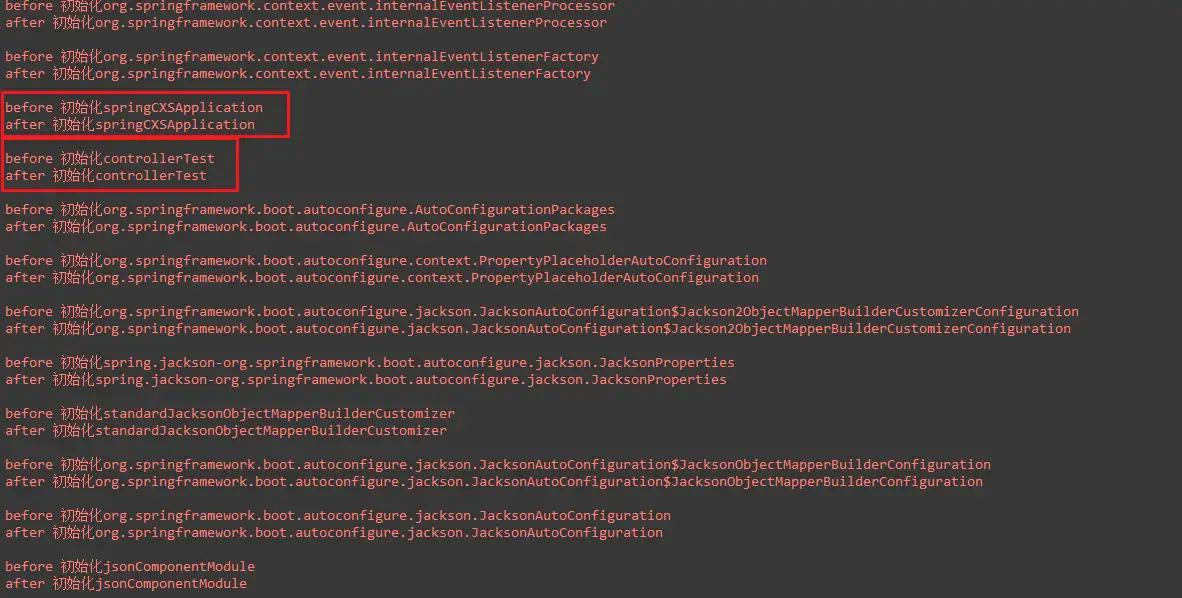 before 初始化org.springframework.context.event.internalEventListenerProcessor
after 初始化org.springframework.context.event.internalEventListenerProcessor
before 初始化org.springframework.context.event.internalEventListenerFactory
after 初始化org.springframework.context.event.internalEventListenerFactory
before 初始化springCXSApplication
after 初始化springCXSApplication
before 初始化controllerTest
after 初始化controllerTest
before 初始化org.springframework.boot.autoconfigure.AutoConfigurationPackages
after 初始化org.springframework.boot.autoconfigure.AutoConfigurationPackages
before 初始化org.springframework.boot.autoconfigure.context.PropertyPlaceholderAutoConfiguration
after 初始化org.springframework.boot.autoconfigure.context.PropertyPlaceholderAutoConfiguration
before 初始化org.springframework.boot.autoconfigure.jackson.JacksonAutoConfiguration$Jackson2ObjectMapperBuilderCustomizerConfiguration
after 初始化org.springframework.boot.autoconfigure.jackson.JacksonAutoConfiguration$Jackson2ObjectMapperBuilderCustomizerConfiguration
before 初始化spring.jackson-org.springframework.boot.autoconfigure.jackson.JacksonProperties
after 初始化spring.jackson-org.springframework.boot.autoconfigure.jackson.JacksonProperties
before 初始化standardJacksonObjectMapperBuilderCustomizer
after 初始化standardJacksonObjectMapperBuilderCustomizer
before 初始化org.springframework.boot.autoconfigure.jackson.JacksonAutoConfiguration$JacksonObjectMapperBuilderConfiguration
after 初始化org.springframework.boot.autoconfigure.jackson.JacksonAutoConfiguration$JacksonObjectMapperBuilderConfiguration
before 初始化org.springframework.boot.autoconfigure.jackson.JacksonAutoConfiguration
after 初始化org.springframework.boot.autoconfigure.jackson.JacksonAutoConfiguration
before 初始化jsonComponentModule
after 初始化jsonComponentModule